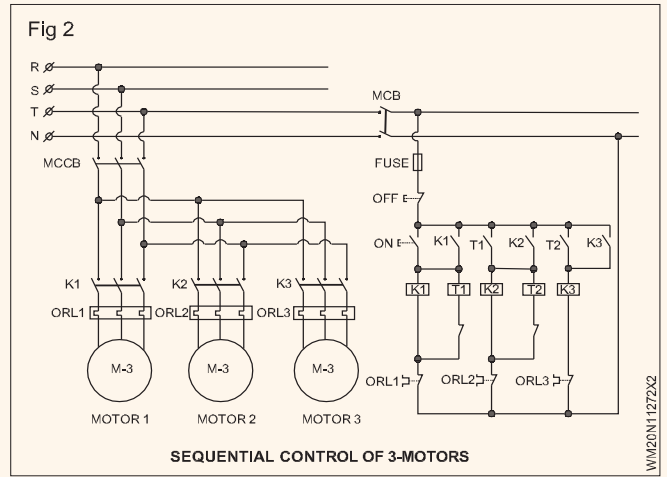 Fig 2
R
S
T
N
MCB
MCCB
FUSE
OFF
ON K1 T1 K2 T2 K3
K1 T1 K2 T2 K3
K1 K2 K3
ORL1 ORL2 ORL3
M-3 M-3 M-3
ORL1 ORL2 ORL3
MOTOR 1 MOTOR 2 MOTOR 3
SEQUENTIAL CONTROL OF 3-MOTORS
WM20N11272X2